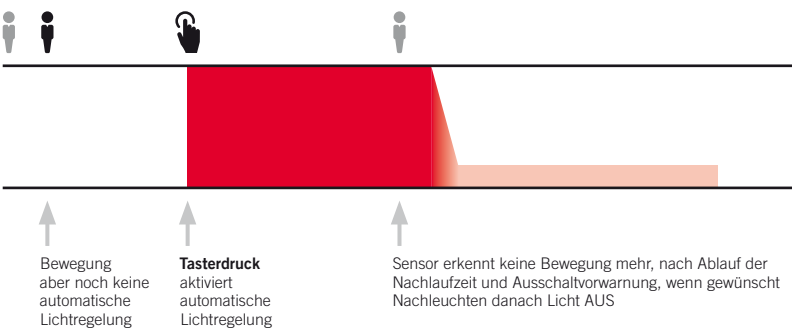 Bewegung
aber noch keine
automatische
Lichtregelung
Tasterdruck
aktiviert
automatische
Lichtregelung
Sensor erkennt keine Bewegung mehr, nach Ablauf der
Nachlaufzeit und Ausschaltvorwarnung, wenn gewünscht
Nachleuchten danach Licht AUS